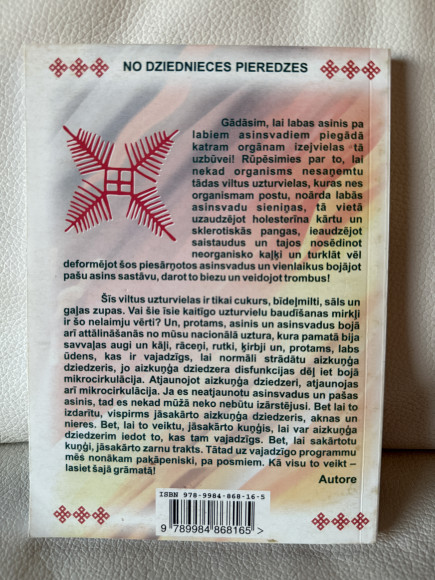 NO DZIEDNIECES PIEREDZES
Gādāsim, lai labas asinis pa
labiem asinsvadiem piegādā
katram orgānam izejvielas tā
uzbūvei! Rūpēsimies par to, lai
nekad organisms nesaņemtu
tādas viltus uzturvielas, kuras nes
organismam postu, noārda labās
asinsvadu sieniņas, tā vietā
uzaudzējot holesterīna kārtu un
sklerotiskās pangas, ieaudzējot
saistaudus un tajos nosēdinot
neorganisko kaļķi un turklāt vēl
deformējot šos piesārņotos asinsvadus un vienlaikus bojājot
pašu asins sastāvu, darot to biezu un veidojot trombus!
Šīs viltus uzturvielas ir tikai cukurs, bīdeļmilti, sāls un
gaļas zupas. Vai šie īsie kaitīgo uzturvielu baudīšanas mirkļi
ir šo nelaimju vērti? Un, protams, asinis un asinsvadus bojā
arī attālināšanās no mūsu nacionālā uztura, kura pamatā bija
savvaļas augi un kāļi, rāceņi, rutki, ķirbji un, protams, labs
ūdens, kas ir vajadzīgs, lai normāli strādātu aizkuņģa
dziedzeris, jo aizkuņģa dziedzera disfunkcijas dēļ iet bojā
mikrocirkulācija. Atjaunojot aizkuņģa dziedzeri, atjaunojas
arī mikrocirkulācija. Ja es neatjaunotu asinsvadus un pašas
asinis, tad es nekad mūžā neko nebūtu izārstējusi. Bet lai to
izdarītu, vispirms jāsakārto aizkuņģa dziedzeris, aknas un
nieres. Bet, lai to veiktu, jāsakārto kuņģis, lai var aizkuņģa
dziedzerim iedot to, kas tam vajadzīgs. Bet, lai sakārtotu
kuņģi, jāsakārto zarnu trakts. Tātad uz vajadzīgo programmu
mēs nonākam pakāpeniski, pa posmiem. Kā visu to veikt –
lasiet šajā grāmatā!
Autore
ISBN 978-9984-868-16-5
9 789984 868165 >